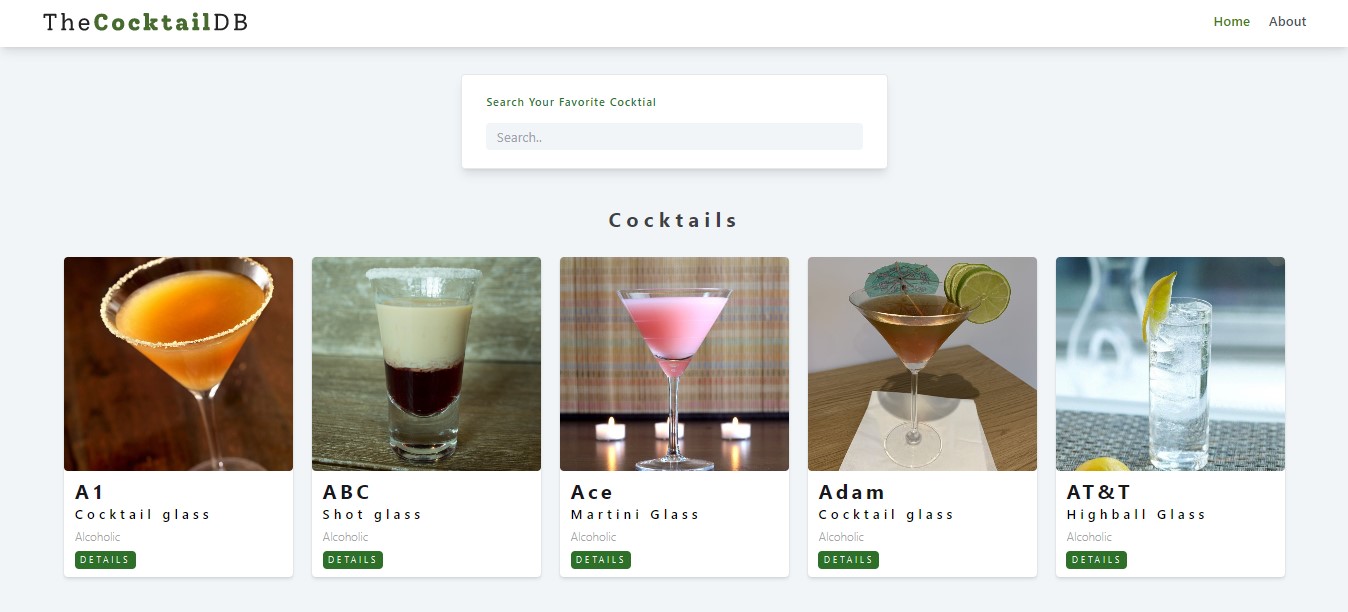 TheCocktailDB
Home About
Search Your Favorite Cocktial
Search..
Cocktails
A1
Cocktail glass
Alcoholic
DETAILS
ABC
Shot glass
Alcoholic
DETAILS
Ace
Martini Glass
Alcoholic
DETAILS
Adam
Cocktail glass
Alcoholic
DETAILS
AT&T
Highball Glass
Alcoholic
DETAILS